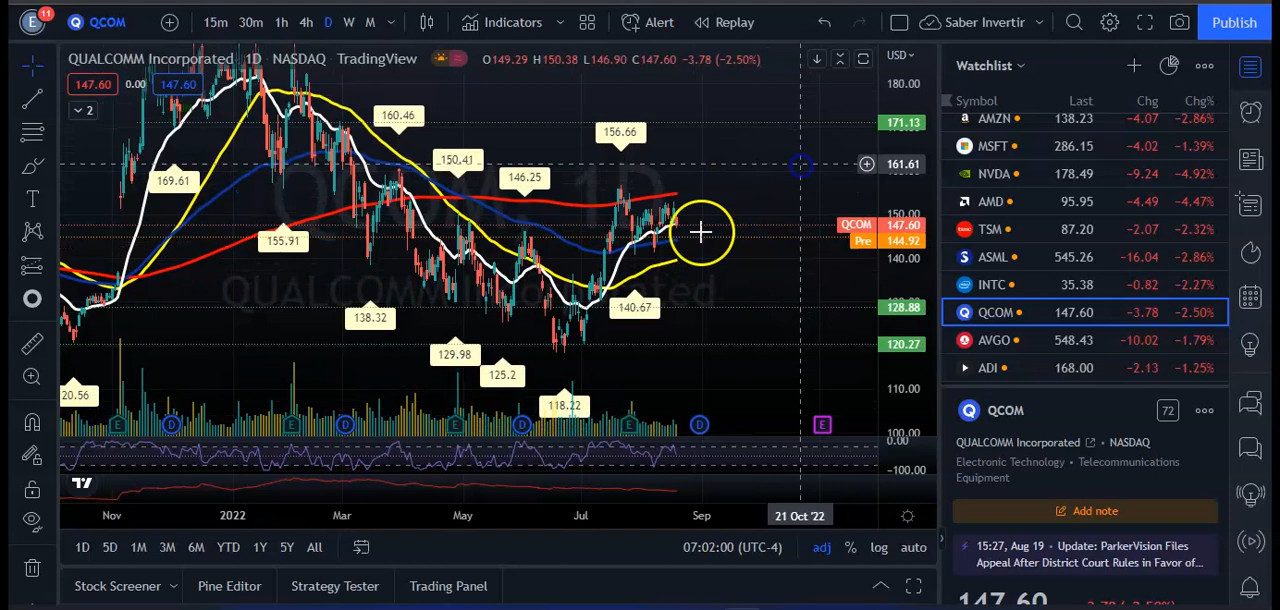 E 11 QCOM 15m 30m 1h 4h D W M Indicators Alert Replay Saber Invertir Publish
QUALCOMM Incorporated 1D NASDAQ TradingView O149.29 H150.38 L146.90 C147.60 -3.78 (-2.50%) USD
147.60 0.00 147.60
2
180.00
171.13
161.61
150.00
QCOM 147.60
Pre 144.92
140.00
128.88
120.27
110.00
100.00
0.00
-100.00
QCOM, 1D
QUALCOMM Incorporated
169.61
155.91
160.46
150.41
146.25
156.66
138.32
140.67
129.98
125.2
118.22
20.56
E D E D E D E D E
Nov 2022 Mar May Jul Sep 21 Oct '22
1D 5D 1M 3M 6M YTD 1Y 5Y All 07:02:00 (UTC-4) adj % log auto
Stock Screener Pine Editor Strategy Tester Trading Panel
Watchlist
Symbol Last Chg Chg%
AMZN 138.23 -4.07 -2.86%
MSFT 286.15 -4.02 -1.39%
NVDA 178.49 -9.24 -4.92%
AMD 95.95 -4.49 -4.47%
TSM 87.20 -2.07 -2.32%
ASML 545.26 -16.04 -2.86%
INTC 35.38 -0.82 -2.27%
QCOM 147.60 -3.78 -2.50%
AVGO 548.43 -10.02 -1.79%
ADI 168.00 -2.13 -1.25%
QCOM 72
QUALCOMM Incorporated • NASDAQ
Electronic Technology • Telecommunications
Equipment
Add note
15:27, Aug 19 • Update: ParkerVision Files
Appeal After District Court Rules in Favor of...
147.60